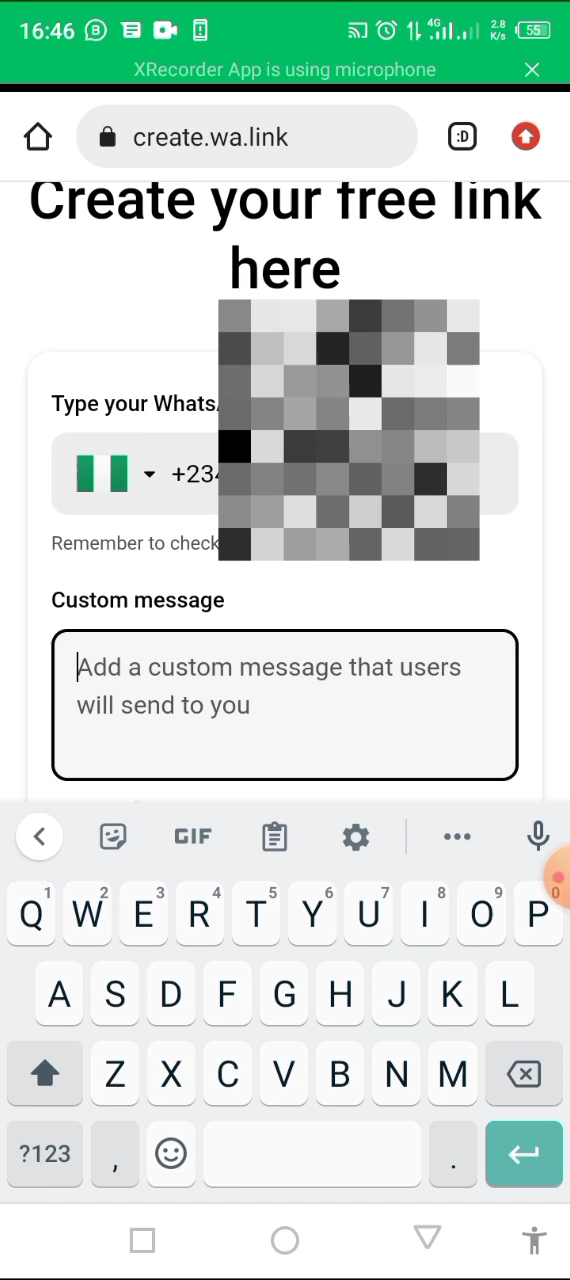 16:46
4G
2.8
K/s
55
XRecorder App is using microphone
create.wa.link
:D
Create your free link
here
Type your Whats
+234
Remember to check
Custom message
Add a custom message that users
will send to you
GIF
1 2 3 4 5 6 7 8 9 0
Q W E R T Y U I O P
A S D F G H J K L
Z X C V B N M
?123 , .